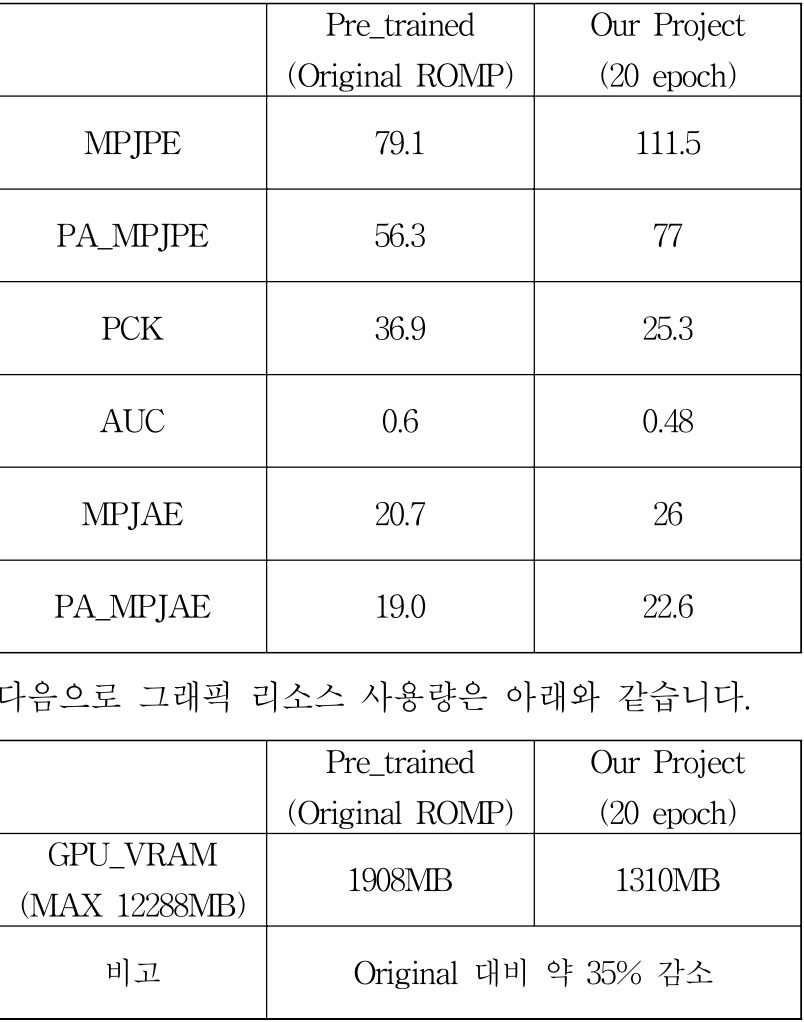 Pre_trained Our Project
(Original ROMP) (20 epoch)
MPJPE 79.1 111.5
PA_MPJPE 56.3 77
PCK 36.9 25.3
AUC 0.6 0.48
MPJAE 20.7 26
PA_MPJAE 19.0 22.6
다음으로 그래픽 리소스 사용량은 아래와 같습니다.
Pre_trained Our Project
(Original ROMP) (20 epoch)
GPU_VRAM
(MAX 12288MB) 1908MB 1310MB
비고 Original 대비 약 35% 감소